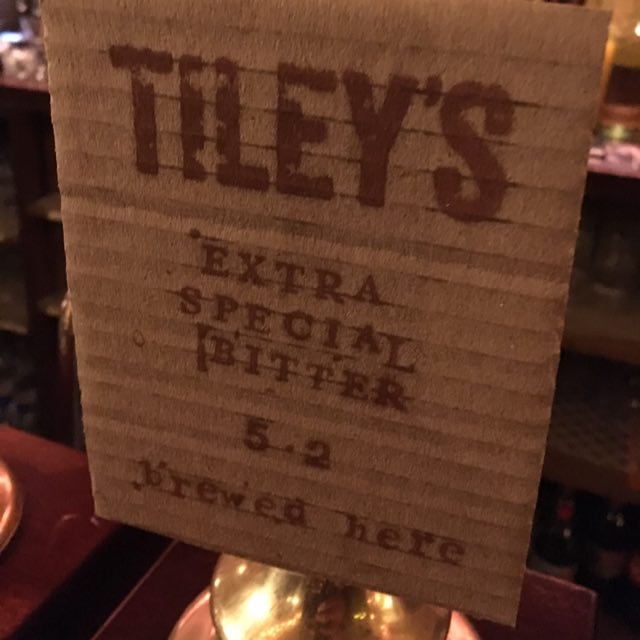 TILEY'S
EXTRA
SPECIAL
BITTER
5.2
brewed here